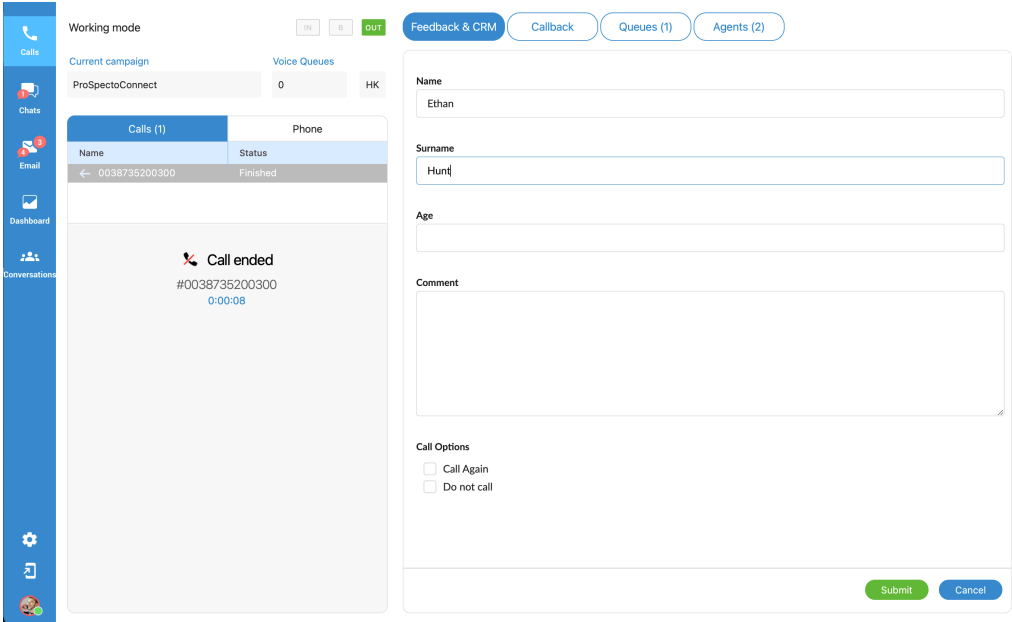 Calls
1
Chats
3
4
Email
Dashboard
Conversations
Working mode
IN B OUT
Current campaign Voice Queues
ProSpectoConnect 0 HK
Calls (1) Phone
Name Status
0038735200300 Finished
Call ended
#0038735200300
0:00:08
Feedback & CRM Callback Queues (1) Agents (2)
Name
Ethan
Surname
Hunt
Age
Comment
Call Options
Call Again
Do not call
Submit Cancel